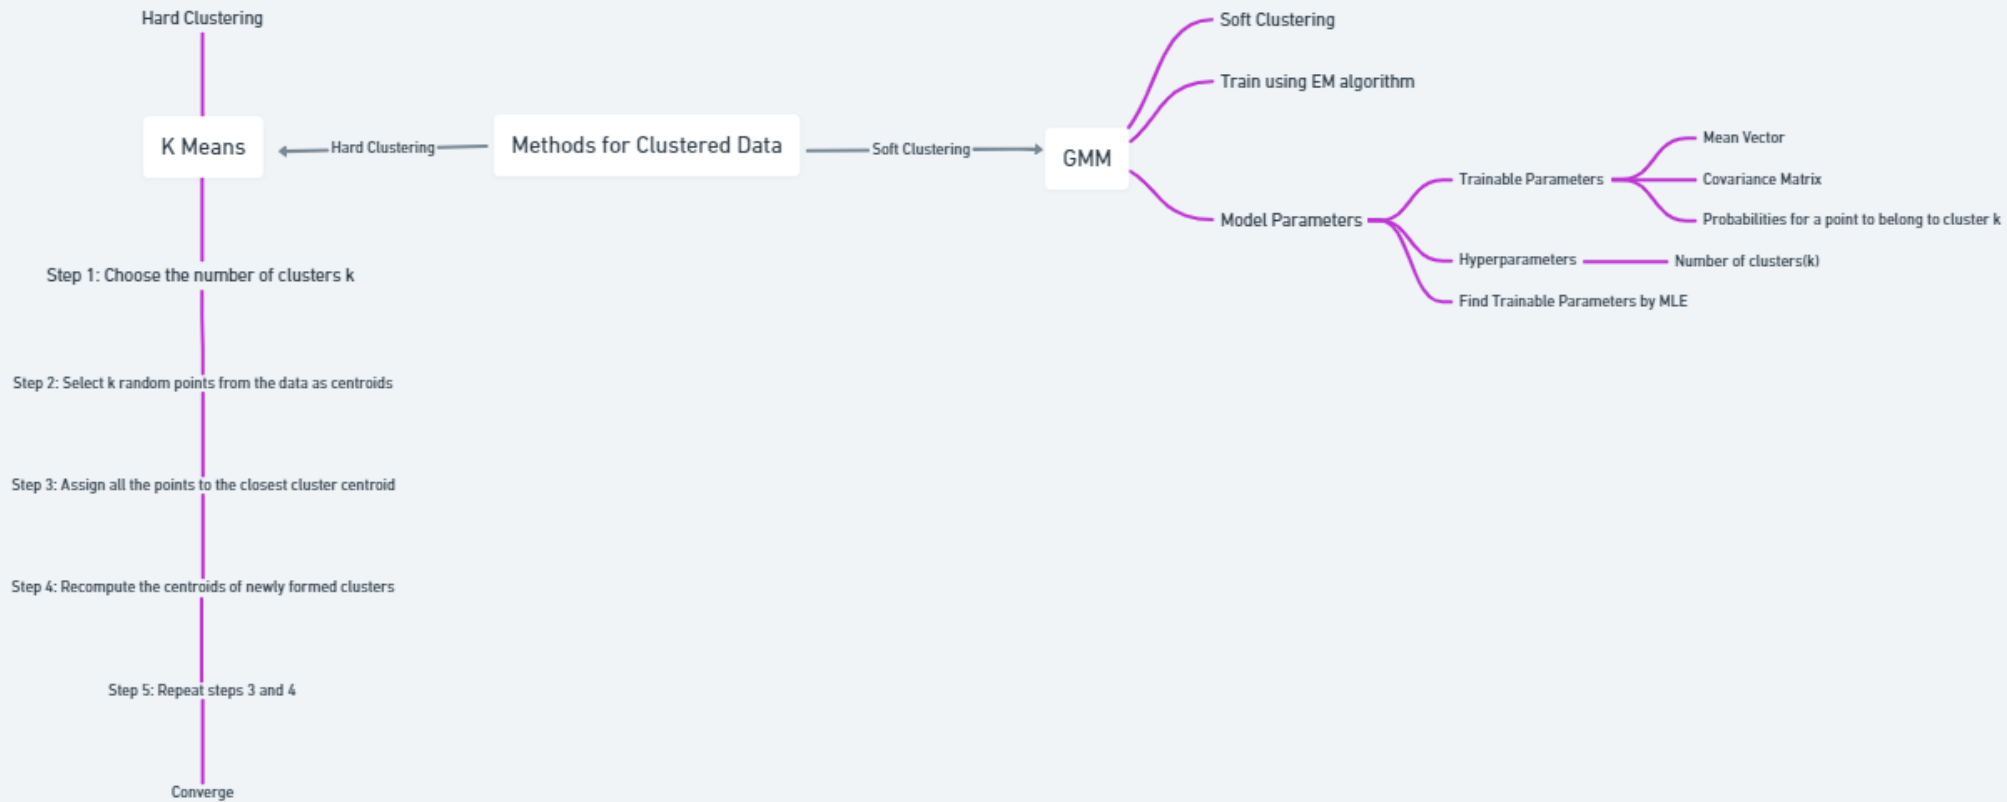 Hard Clustering
K Means
Hard Clustering
Methods for Clustered Data
Soft Clustering
GMM
Soft Clustering
Train using EM algorithm
Model Parameters
Trainable Parameters
Mean Vector
Covariance Matrix
Probabilities for a point to belong to cluster k
Hyperparameters
Number of clusters(k)
Find Trainable Parameters by MLE
Step 1: Choose the number of clusters k
Step 2: Select k random points from the data as centroids
Step 3: Assign all the points to the closest cluster centroid
Step 4: Recompute the centroids of newly formed clusters
Step 5: Repeat steps 3 and 4
Converge